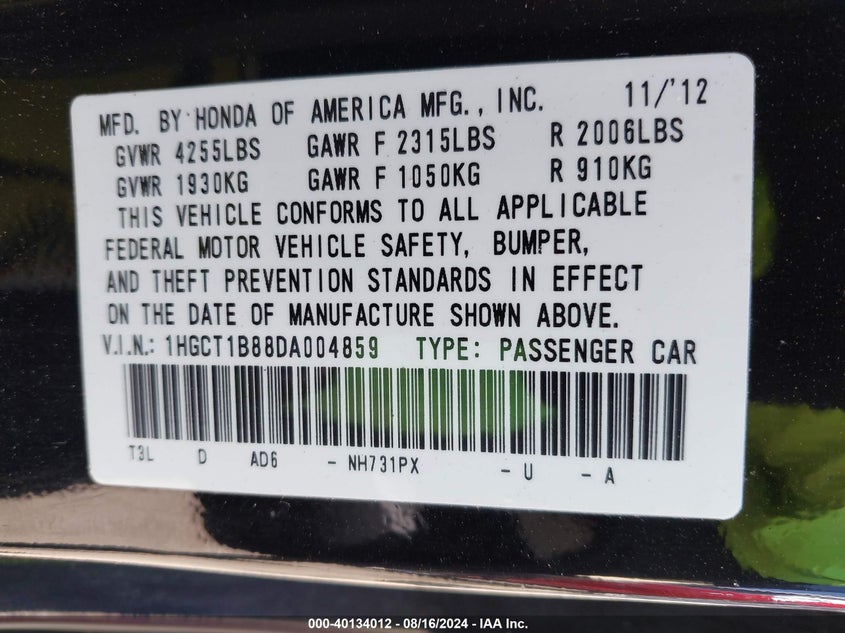 MFD. BY HONDA OF AMERICA MFG., INC. 11/'12
GVWR 4255LBS GAWR F 2315LBS R 2006LBS
GVWR 1930KG GAWR F 1050KG R 910KG
THIS VEHICLE CONFORMS TO ALL APPLICABLE
FEDERAL MOTOR VEHICLE SAFETY, BUMPER,
AND THEFT PREVENTION STANDARDS IN EFFECT
ON THE DATE OF MANUFACTURE SHOWN ABOVE.
V.I.N.: 1HGCT1B88DA004859 TYPE: PASSENGER CAR
T3L D AD6 - NH731PX - U - A
000-40134012 - 08/16/2024 - IAA Inc.